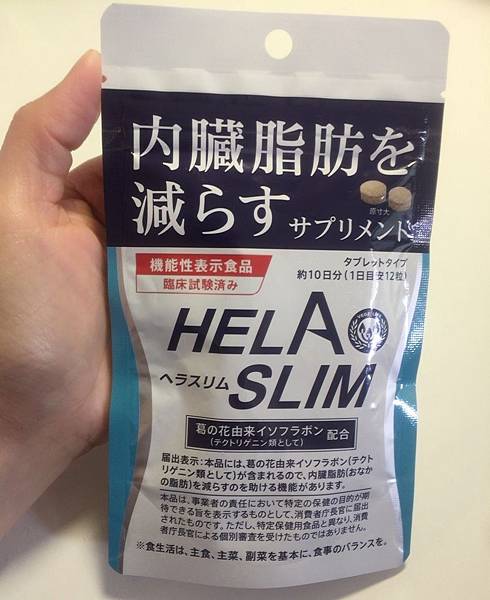 内臓脂肪を
減らす サプリメント
原寸大
機能性表示食品
臨床試験済み
タブレットタイプ
約10日分(1日目安12粒)
HELA
ヘラスリム SLIM
葛の花由来イソフラボン
(テクトリゲニン類として) 配合
届出表示:本品には、葛の花由来イソフラボン(テクト
リゲニン類として)が含まれるので、内臓脂肪(おなか
の脂肪)を減らすのを助ける機能があります。
本品は、事業者の責任において特定の保健の目的が期
待できる旨を表示するものとして、消費者庁長官に届出
されたものです。ただし、特定保健用食品と異なり、消費
者庁長官による個別審査を受けたものではありません。
※食生活は、主食、主菜、副菜を基本に、食事のバランスを。